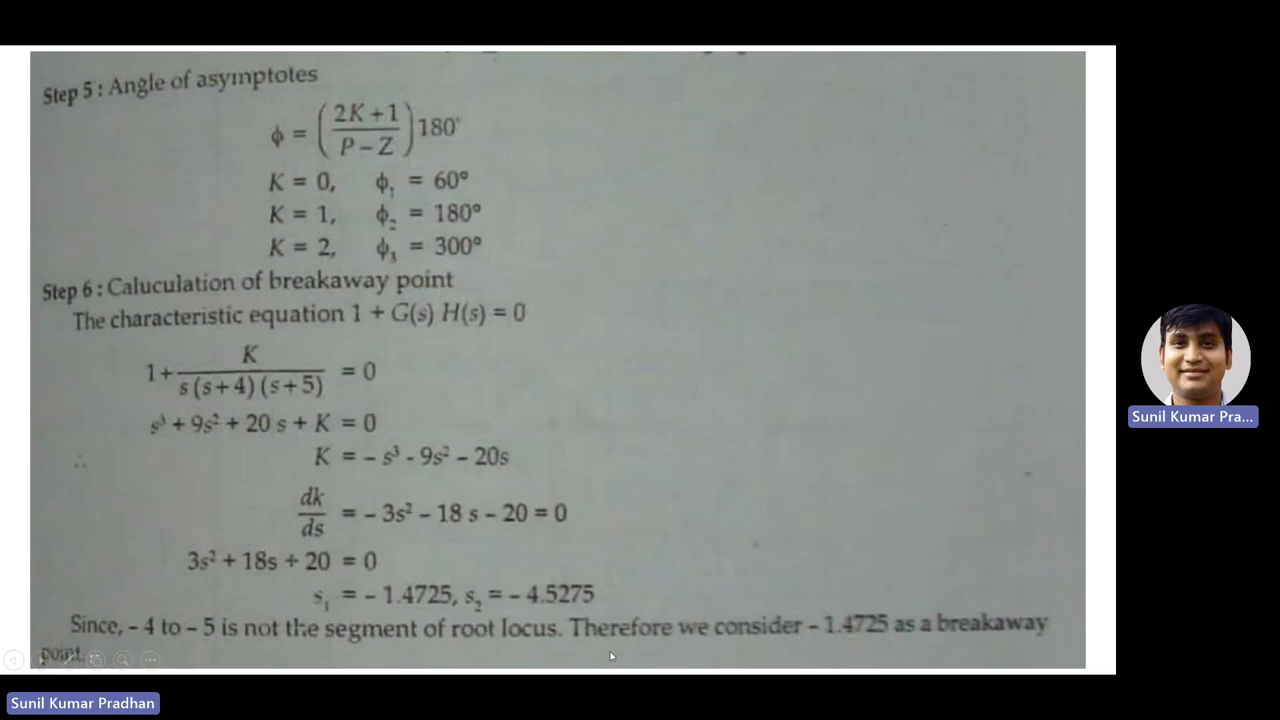 Step 5 : Angle of asymptotes
ϕ = ( 2K + 1 / P – Z ) 180°
K = 0, ϕ₁ = 60°
K = 1, ϕ₂ = 180°
K = 2, ϕ₃ = 300°
Step 6 : Caluculation of breakaway point
The characteristic equation 1 + G(s) H(s) = 0
1 + K / s (s + 4) (s + 5) = 0
s³ + 9s² + 20 s + K = 0
∴ K = – s³ - 9s² – 20s
dk / ds = – 3s² – 18 s – 20 = 0
3s² + 18s + 20 = 0
s₁ = – 1.4725, s₂ = – 4.5275
Since, – 4 to – 5 is not the segment of root locus. Therefore we consider – 1.4725 as a breakaway
point.
Sunil Kumar Pra...
Sunil Kumar Pradhan